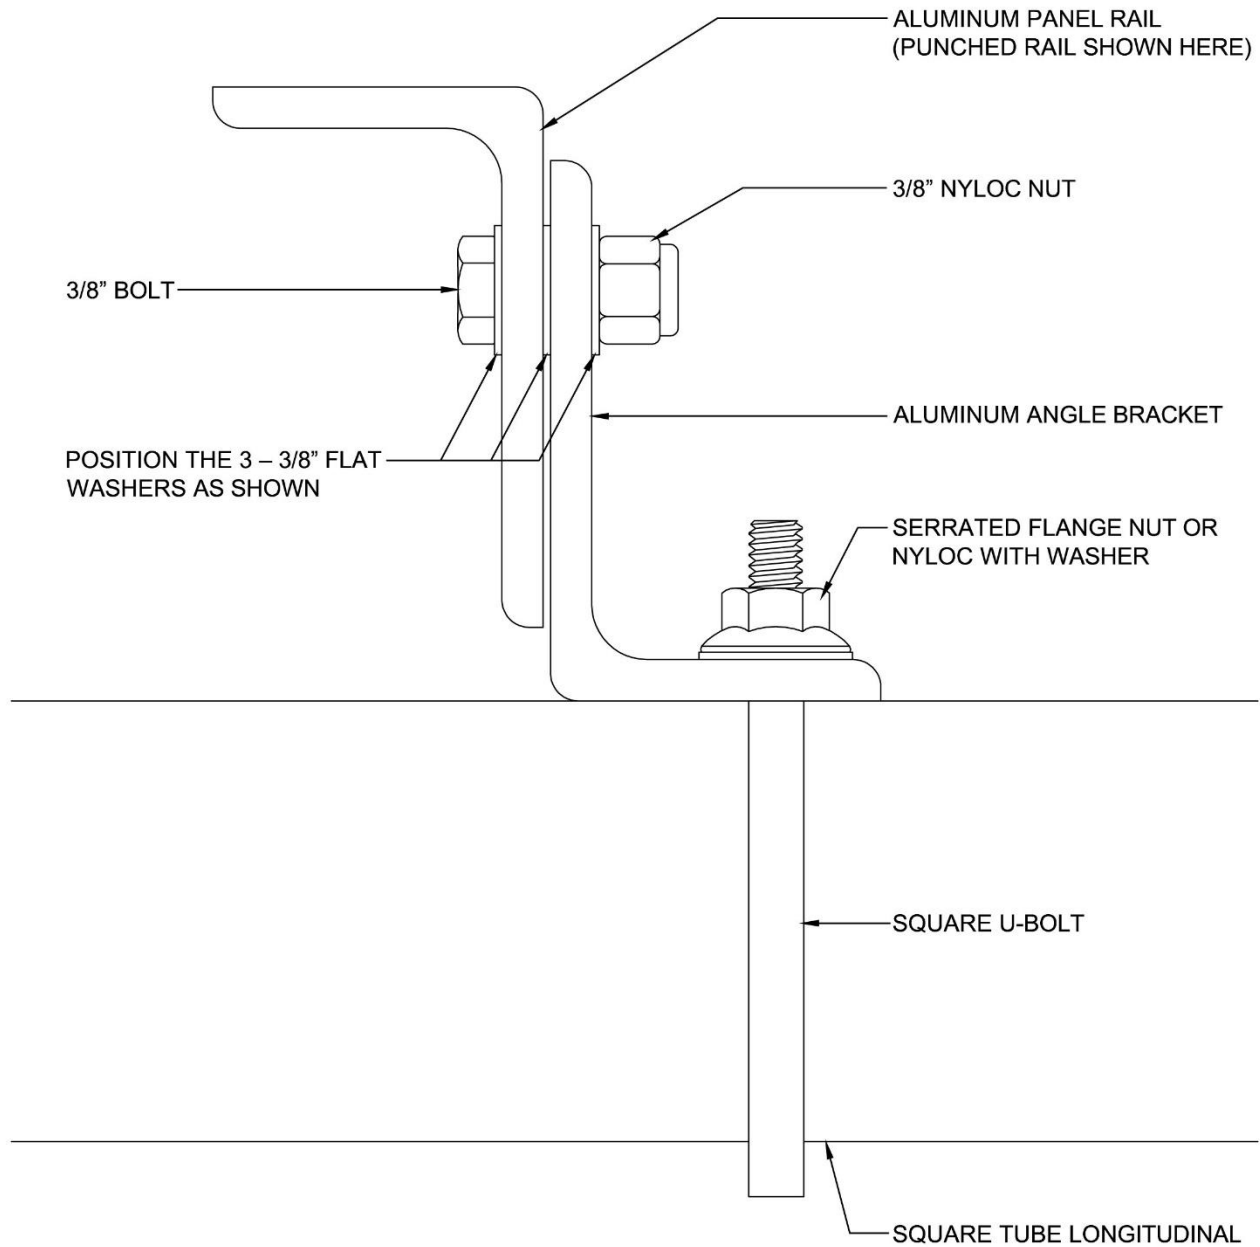 ALUMINUM PANEL RAIL
(PUNCHED RAIL SHOWN HERE)
3/8” NYLOC NUT
3/8” BOLT
ALUMINUM ANGLE BRACKET
POSITION THE 3 – 3/8” FLAT
WASHERS AS SHOWN
SERRATED FLANGE NUT OR
NYLOC WITH WASHER
SQUARE U-BOLT
SQUARE TUBE LONGITUDINAL